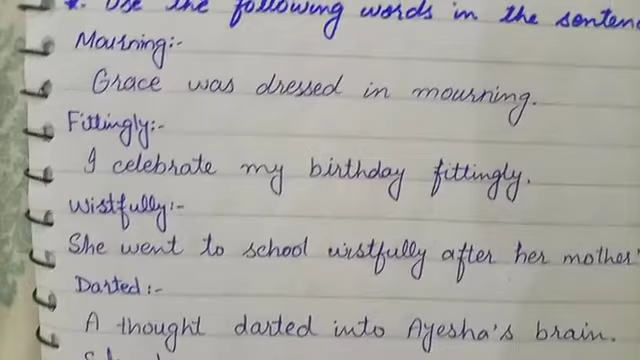 Use the following words in the
Mourning:-
Grace was dressed in mourning.
Fittingly:-
I celebrate my birthday fittingly.
Wistfully:-
She went to school wistfully after her mother
Darted:-
A thought darted into Ayesha's brain.